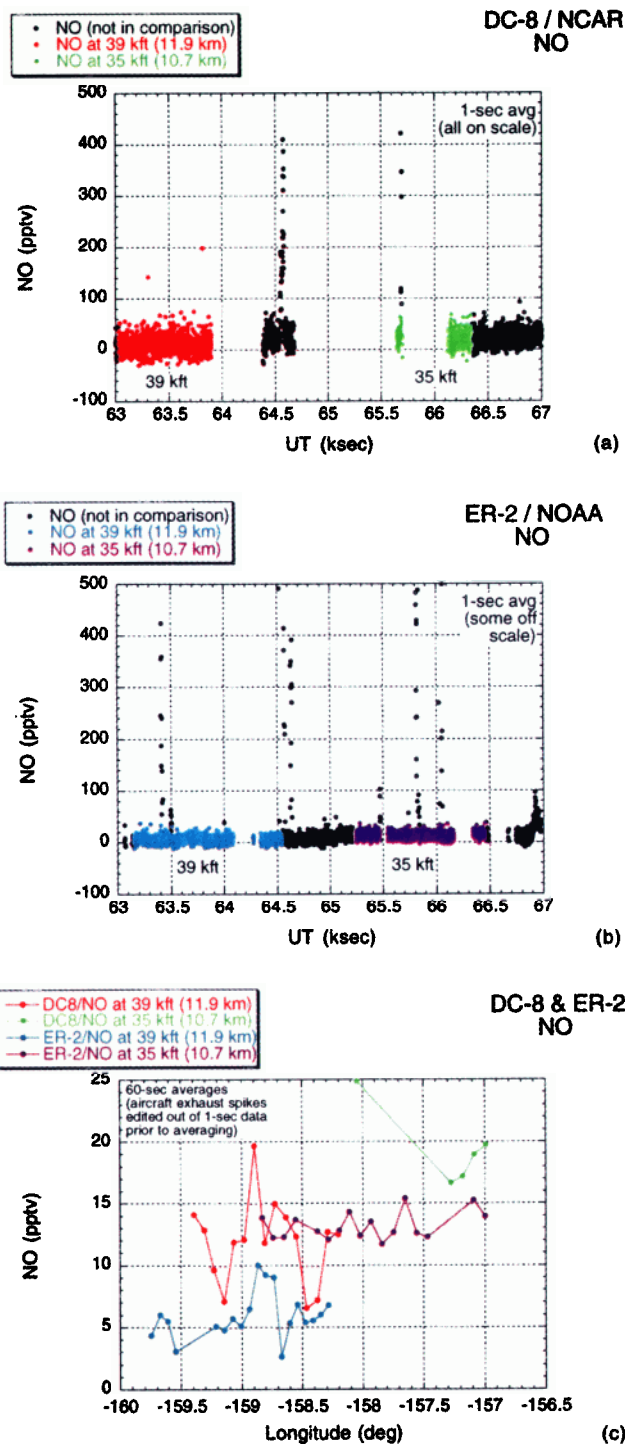 • NO (not in comparison)
• NO at 39 kft (11.9 km)
• NO at 35 kft (10.7 km)
DC-8 / NCAR
NO
1-sec avg
(all on scale)
NO (pptv)
500
400
300
200
100
0
-100
39 kft
35 kft
63 63.5 64 64.5 65 65.5 66 66.5 67
UT (ksec)
(a)
• NO (not in comparison)
• NO at 39 kft (11.9 km)
• NO at 35 kft (10.7 km)
ER-2 / NOAA
NO
1-sec avg
(some off
scale)
NO (pptv)
500
400
300
200
100
0
-100
39 kft
35 kft
63 63.5 64 64.5 65 65.5 66 66.5 67
UT (ksec)
(b)
DC8/NO at 39 kft (11.9 km)
DC8/NO at 35 kft (10.7 km)
ER-2/NO at 39 kft (11.9 km)
ER-2/NO at 35 kft (10.7 km)
DC-8 & ER-2
NO
60-sec averages
(aircraft exhaust spikes
edited out of 1-sec data
prior to averaging)
NO (pptv)
25
20
15
10
5
0
-160 -159.5 -159 -158.5 -158 -157.5 -157 -156.5
Longitude (deg)
(c)